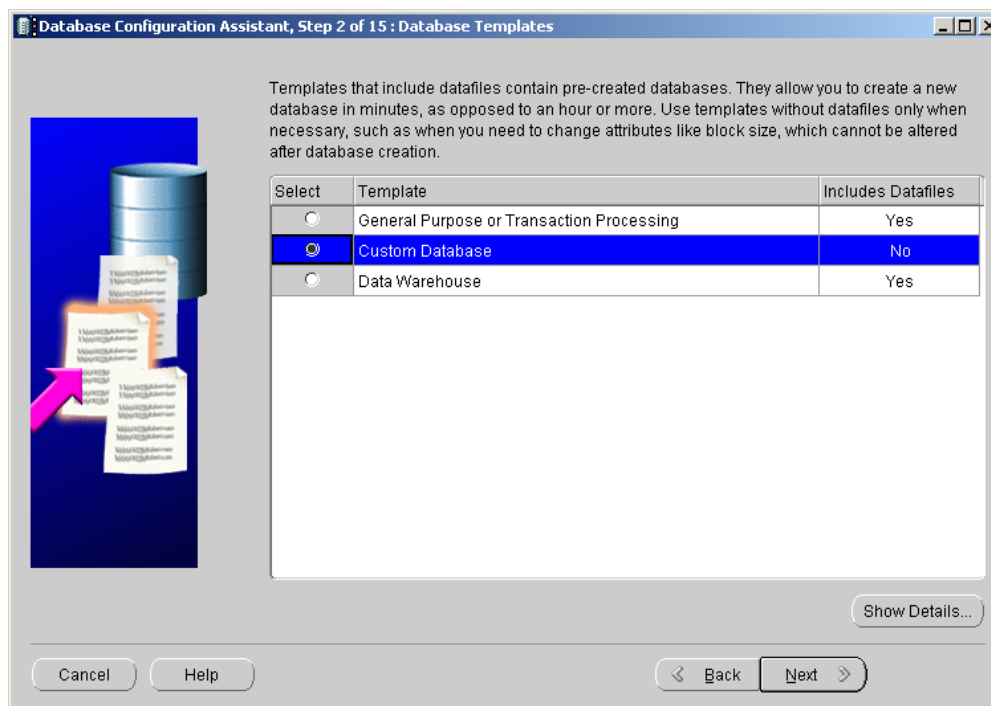 Database Configuration Assistant, Step 2 of 15 : Database Templates
Templates that include datafiles contain pre-created databases. They allow you to create a new
database in minutes, as opposed to an hour or more. Use templates without datafiles only when
necessary, such as when you need to change attributes like block size, which cannot be altered
after database creation.
Select Template Includes Datafiles
General Purpose or Transaction Processing Yes
Custom Database No
Data Warehouse Yes
Show Details...
Cancel Help Back Next